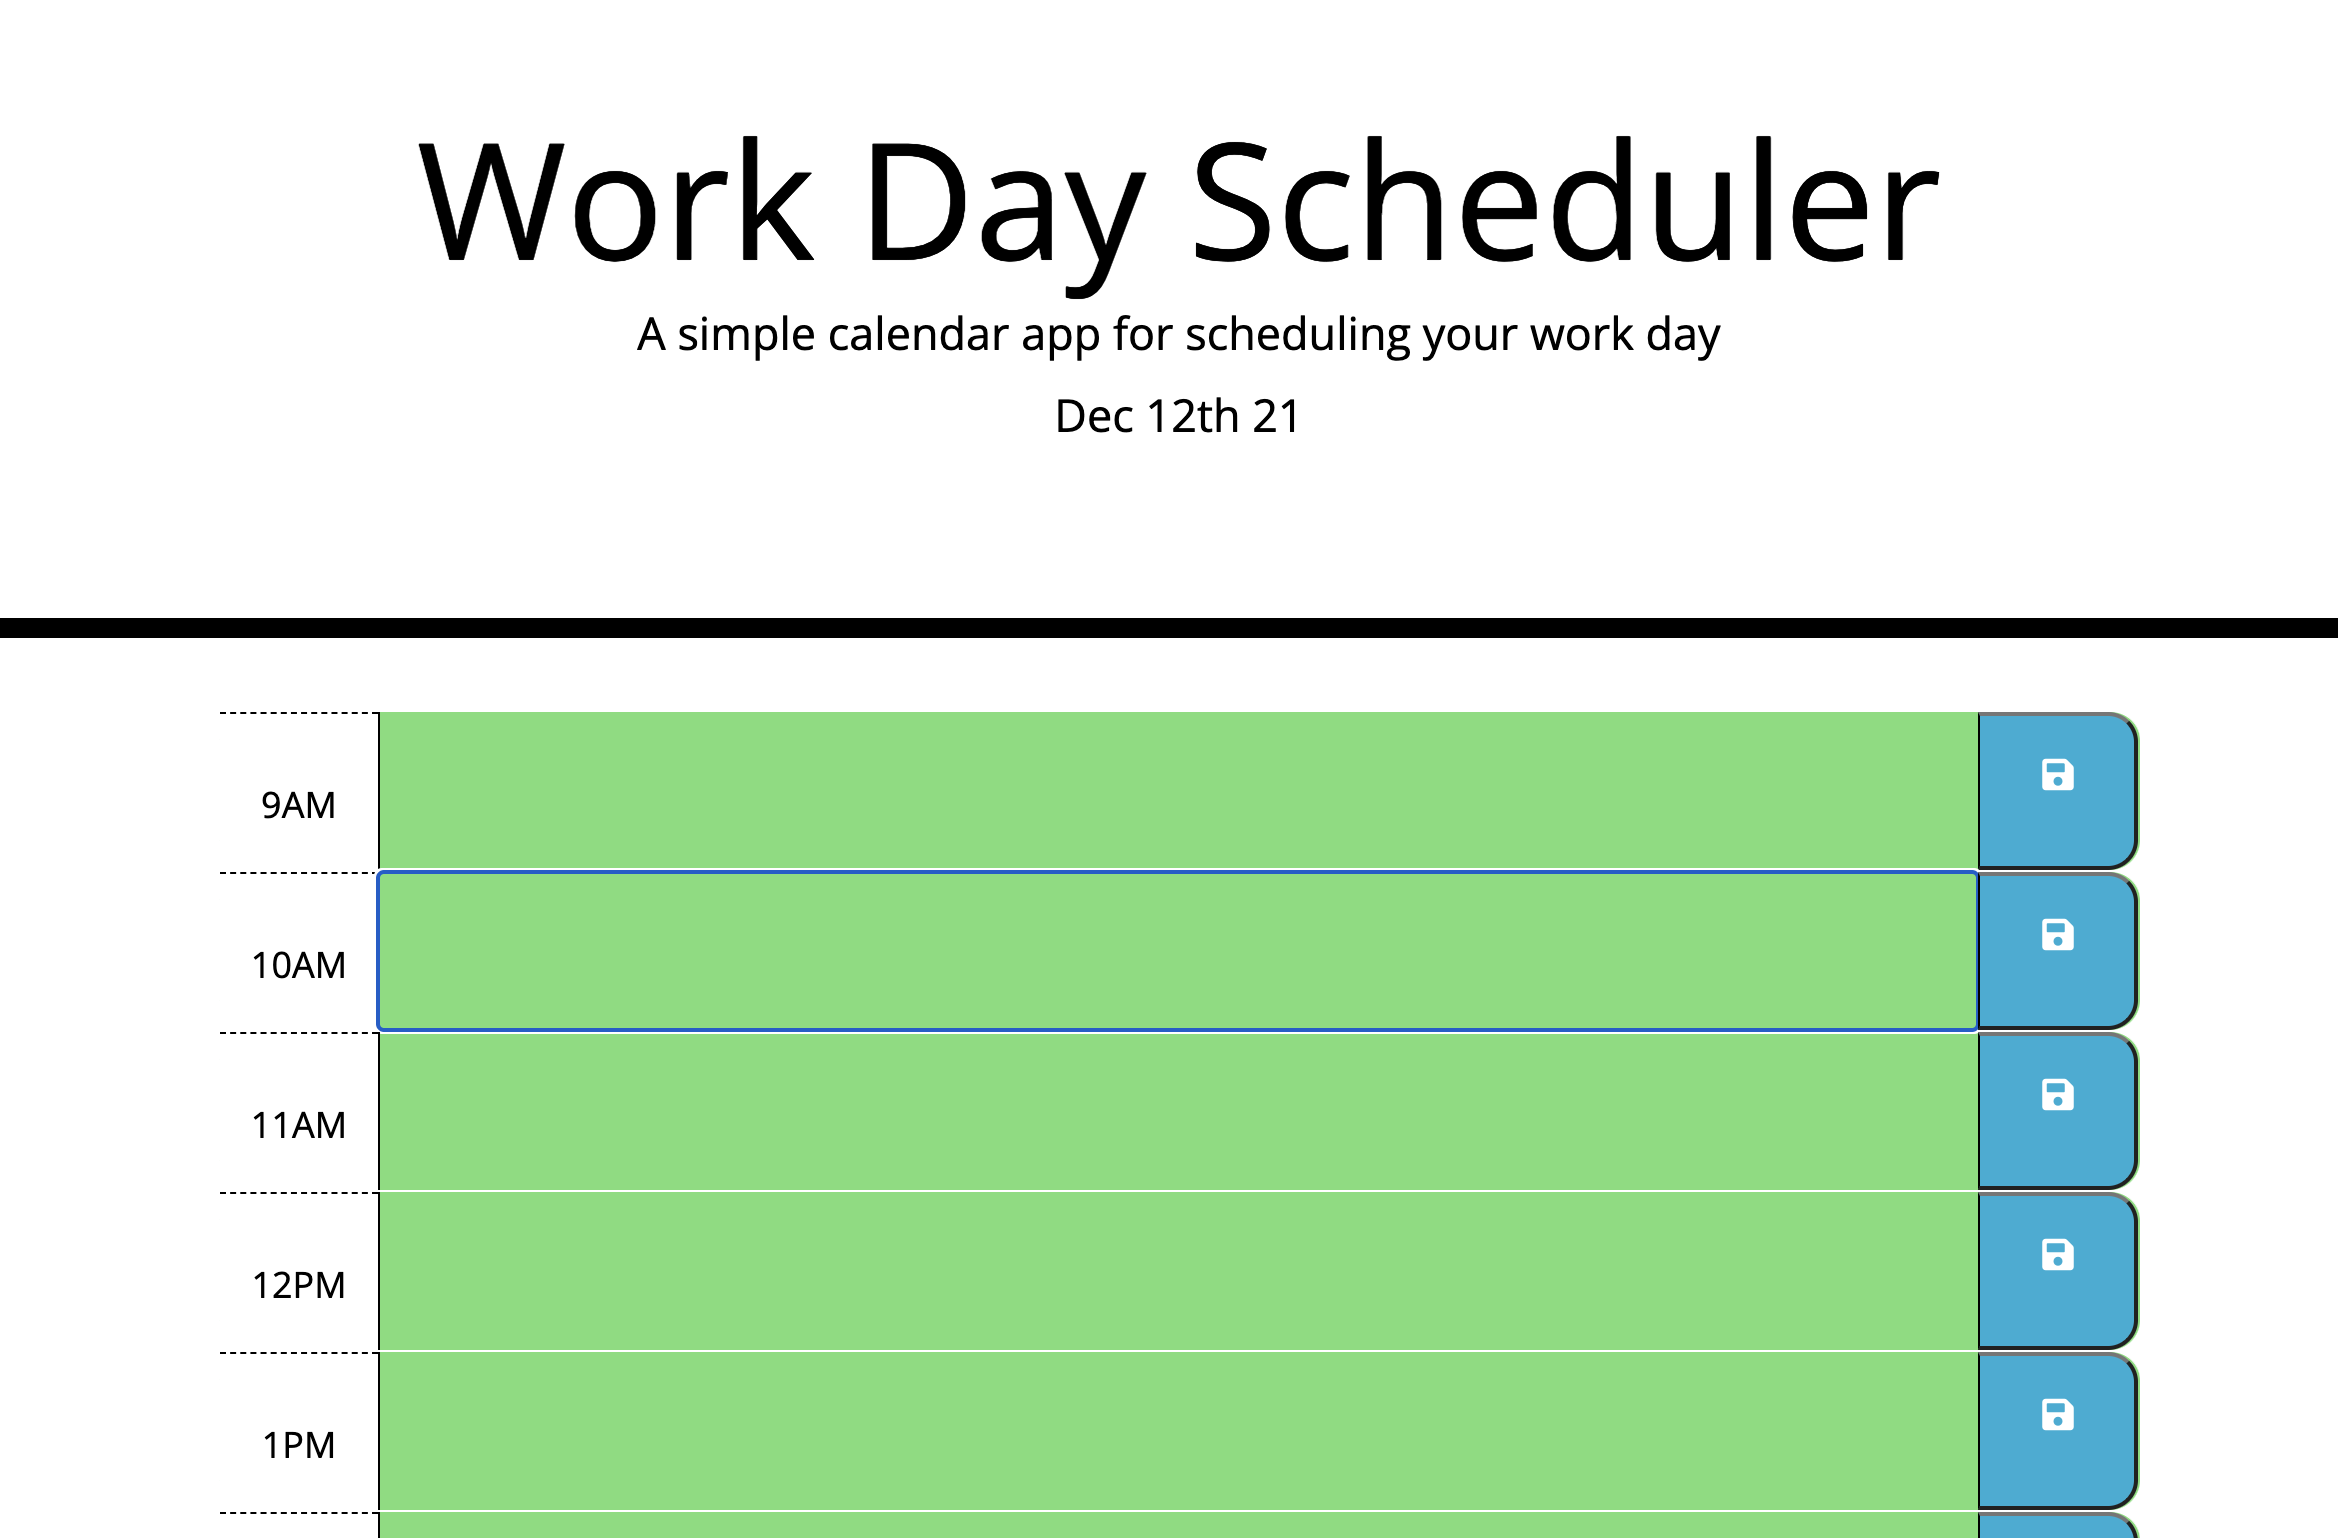 Work Day Scheduler
A simple calendar app for scheduling your work day
Dec 12th 21
9AM
10AM
11AM
12PM
1PM